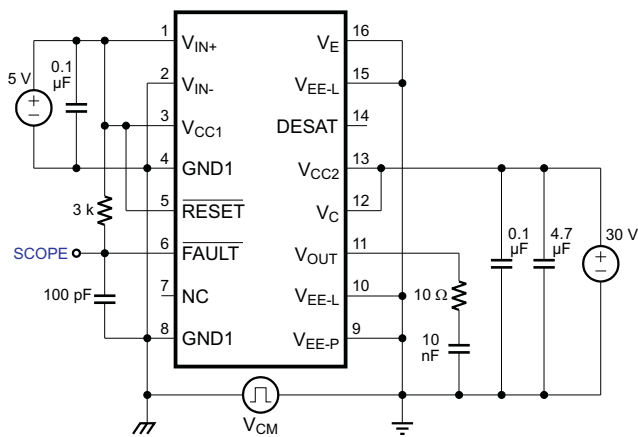 1 V_IN+ V_E 16
2 V_IN- V_EE-L 15
3 V_CC1 DESAT 14
4 GND1 V_CC2 13
5 RESET V_C 12
6 FAULT V_OUT 11
7 NC V_EE-L 10
8 GND1 V_EE-P 9
5 V
+
–
0.1
µF
3 k
SCOPE
100 pF
V_CM
10 Ω
10
nF
0.1
µF
4.7
µF
30 V
+
–